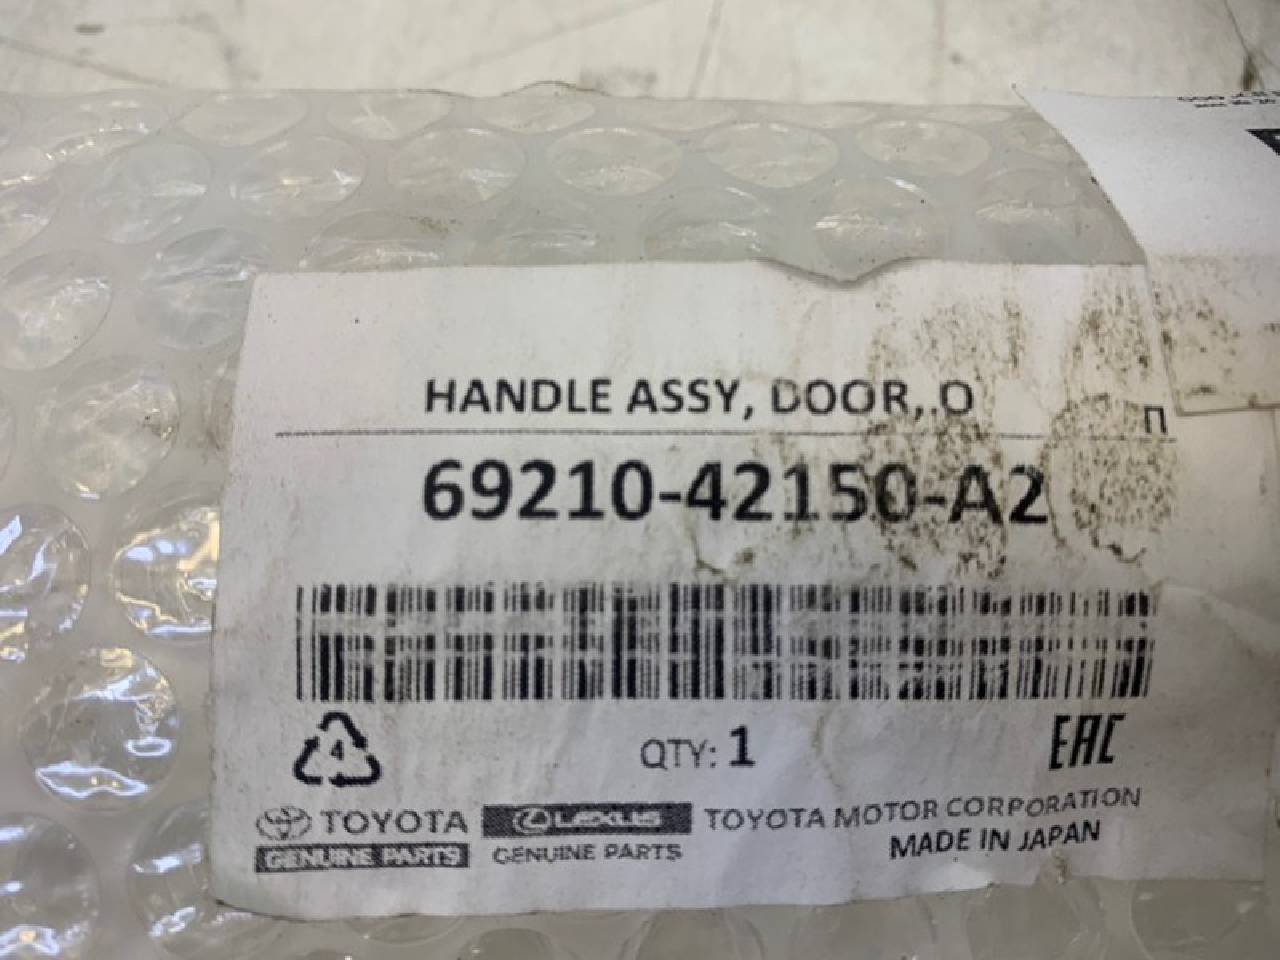 HANDLE ASSY, DOOR, O
П
69210-42150-A2
4
QTY: 1
EAC
TOYOTA LEXUS TOYOTA MOTOR CORPORATION
GENUINE PARTS GENUINE PARTS MADE IN JAPAN